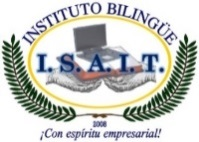 INSTITUTO BILINGÜE
I. S. A. I. T.
2008
¡Con espíritu empresarial!